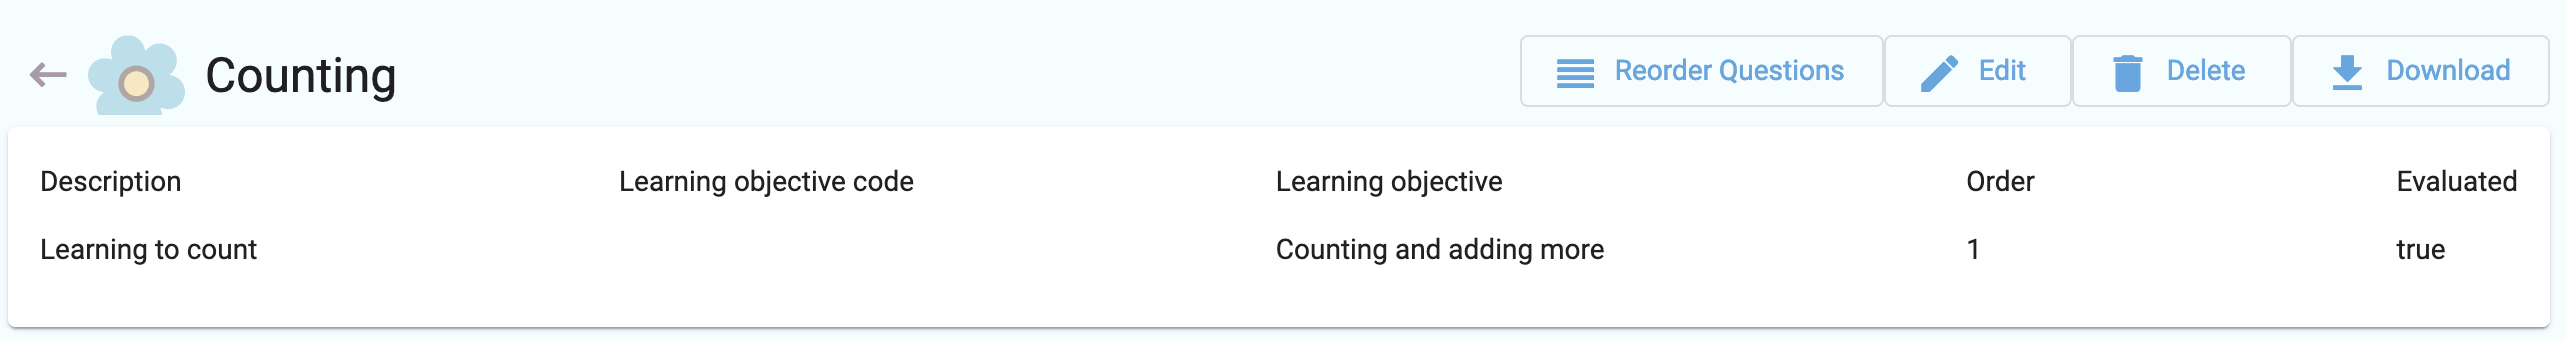 Counting
Reorder Questions
Edit
Delete
Download
Description Learning objective code Learning objective Order Evaluated
Learning to count Counting and adding more 1 true